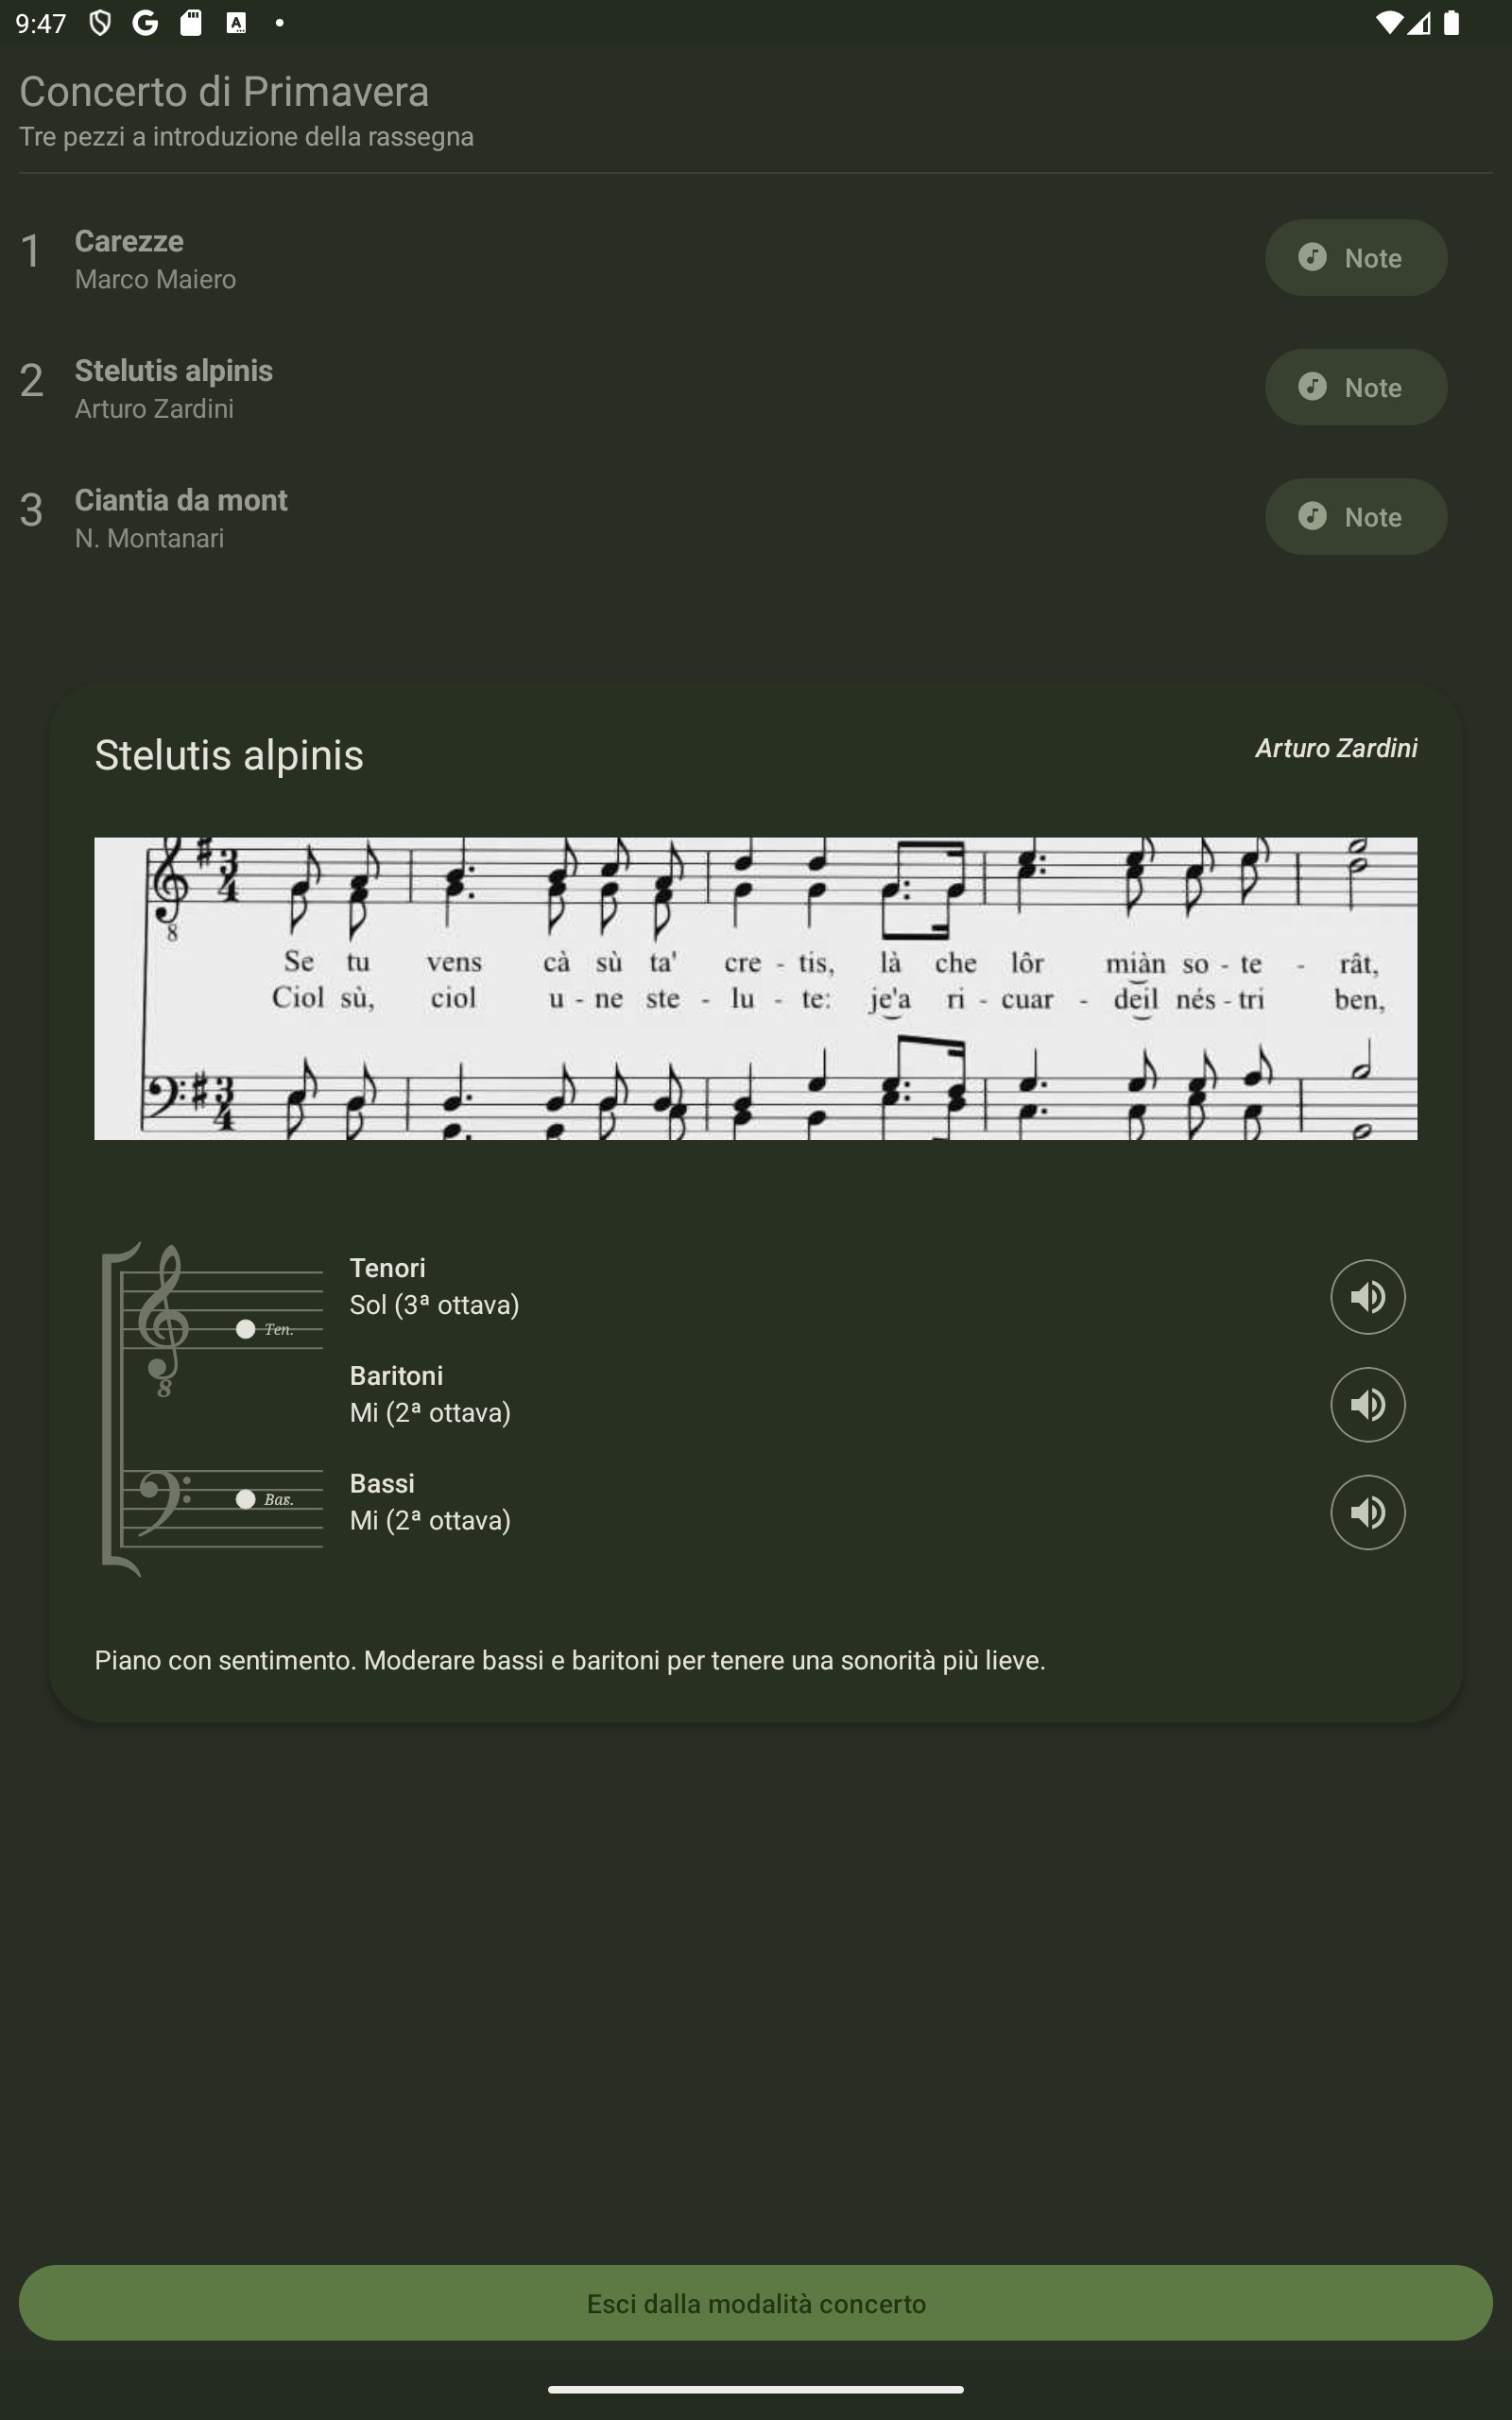 9:47
Concerto di Primavera
Tre pezzi a introduzione della rassegna
1
Carezze
Marco Maiero
Note
2
Stelutis alpinis
Arturo Zardini
Note
3
Ciantia da mont
N. Montanari
Note
Stelutis alpinis
Arturo Zardini
3
4
8
Se tu vens cà sù ta' cre - tis, là che lôr miàn so - te - rât,
Ciol sù, ciol u - ne ste - lu - te: je'a ri - cuar - deil nés - tri ben,
3
4
Tenori
Sol (3ª ottava)
Ten.
8
Baritoni
Mi (2ª ottava)
Bassi
Mi (2ª ottava)
Piano con sentimento. Moderare bassi e baritoni per tenere una sonorità più lieve.
Esci dalla modalità concerto